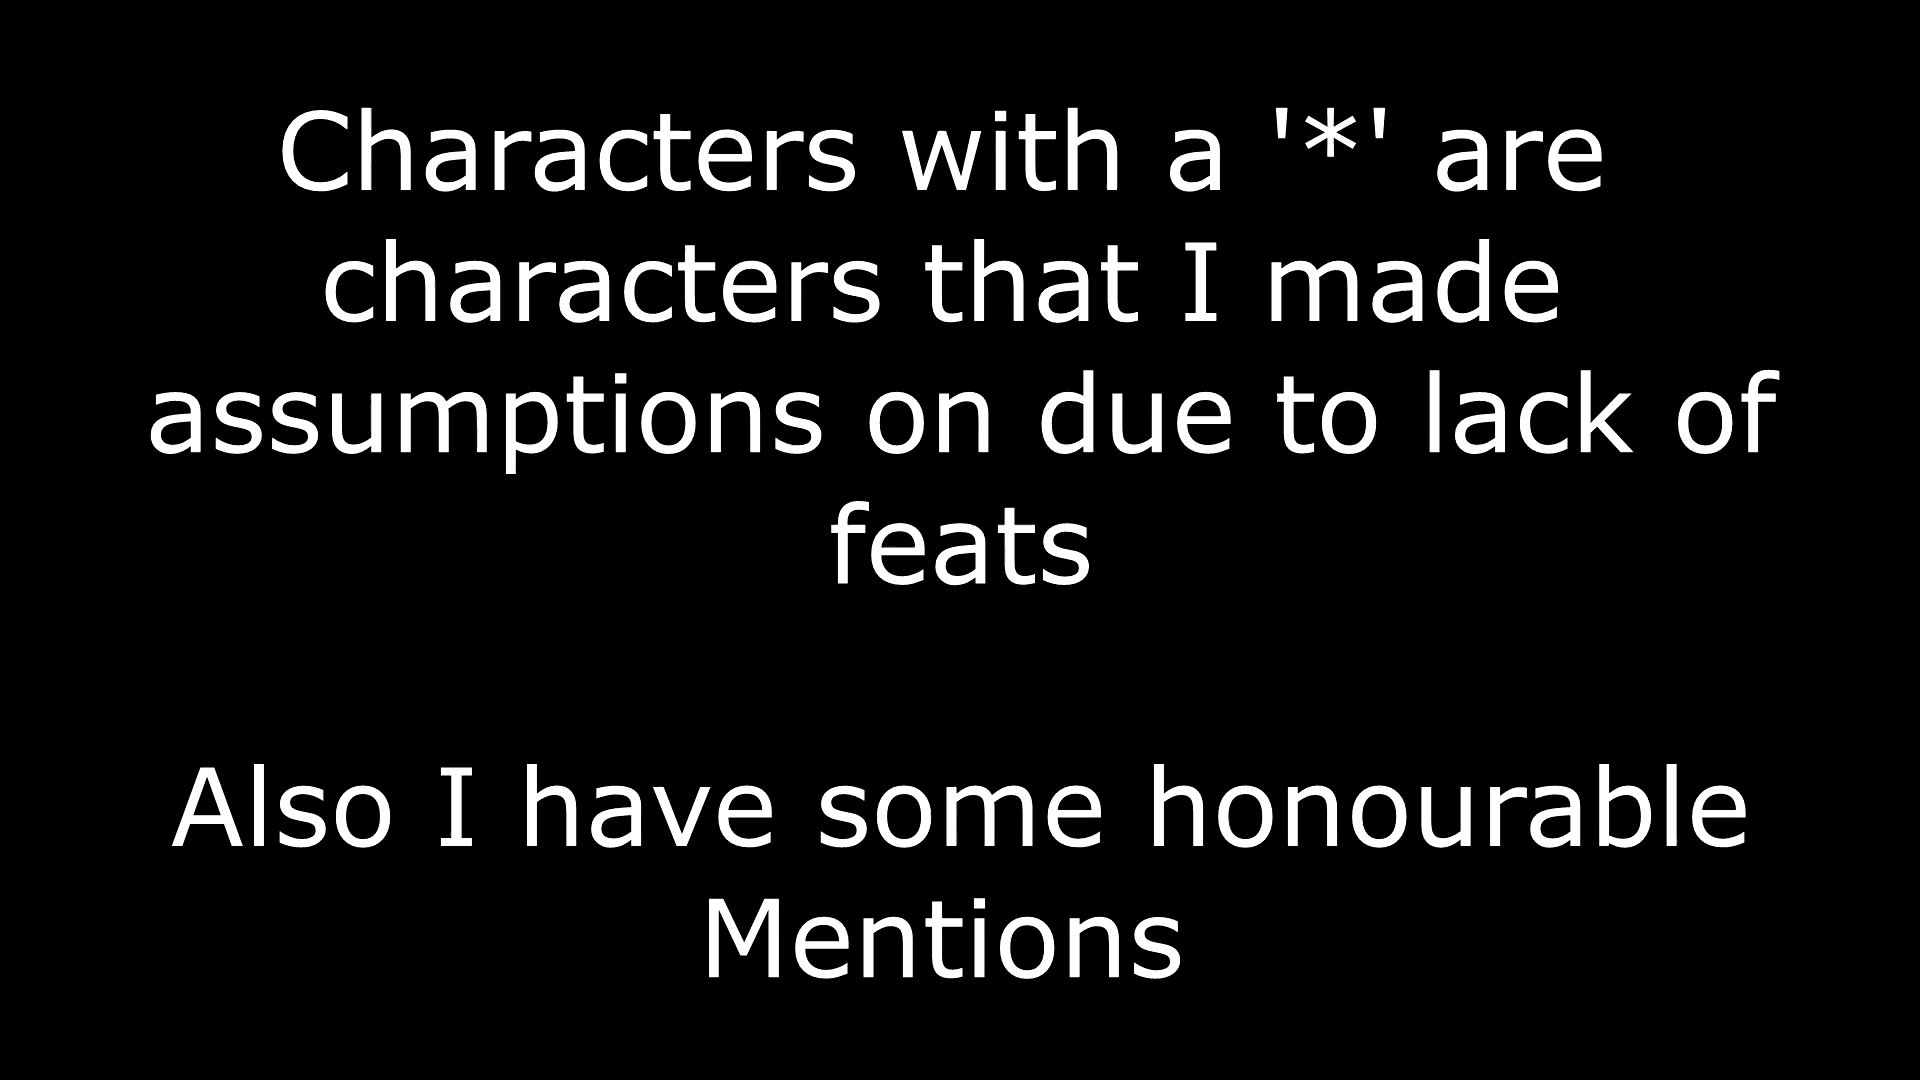 Characters with a '*' are
characters that I made
assumptions on due to lack of
feats
Also I have some honourable
Mentions